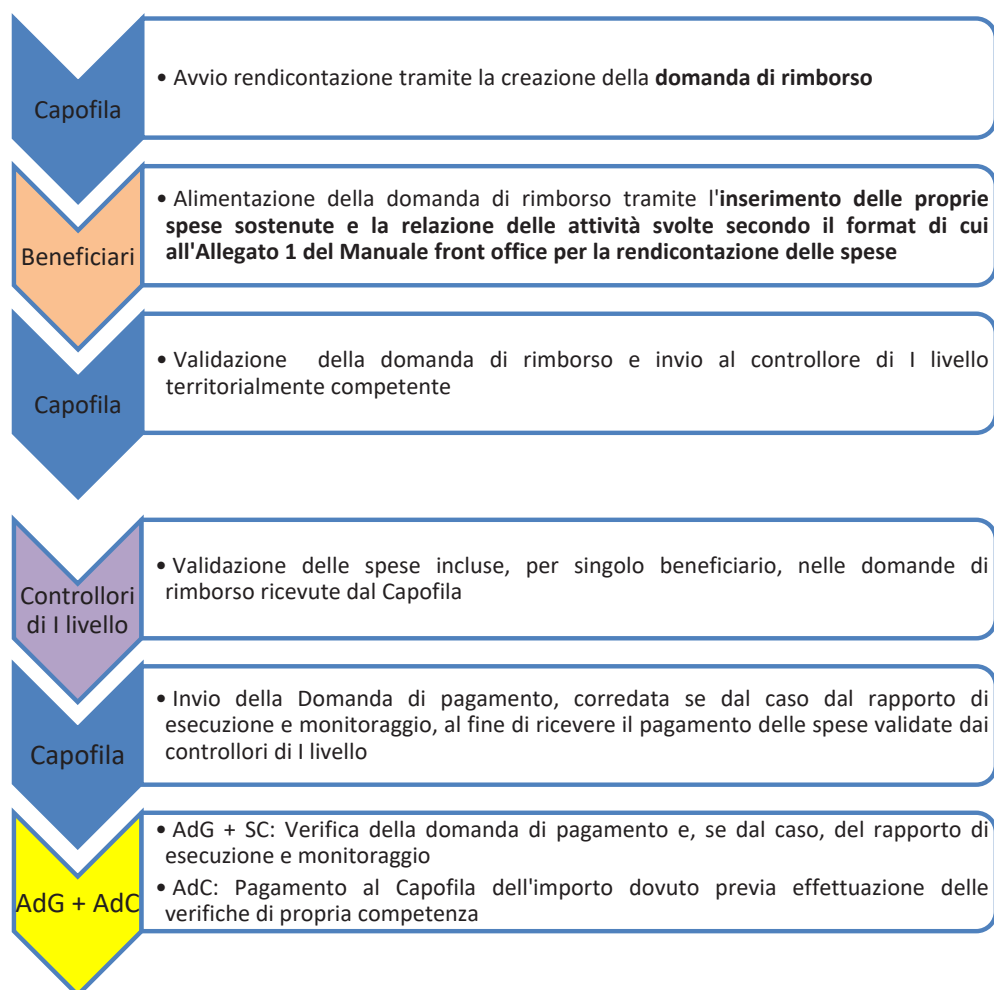 Capofila
• Avvio rendicontazione tramite la creazione della domanda di rimborso
Beneficiari
• Alimentazione della domanda di rimborso tramite l'inserimento delle proprie
spese sostenute e la relazione delle attività svolte secondo il format di cui
all'Allegato 1 del Manuale front office per la rendicontazione delle spese
Capofila
• Validazione della domanda di rimborso e invio al controllore di I livello
territorialmente competente
Controllori
di I livello
• Validazione delle spese incluse, per singolo beneficiario, nelle domande di
rimborso ricevute dal Capofila
Capofila
• Invio della Domanda di pagamento, corredata se dal caso dal rapporto di
esecuzione e monitoraggio, al fine di ricevere il pagamento delle spese validate dai
controllori di I livello
AdG + AdC
• AdG + SC: Verifica della domanda di pagamento e, se dal caso, del rapporto di
esecuzione e monitoraggio
• AdC: Pagamento al Capofila dell'importo dovuto previa effettuazione delle
verifiche di propria competenza